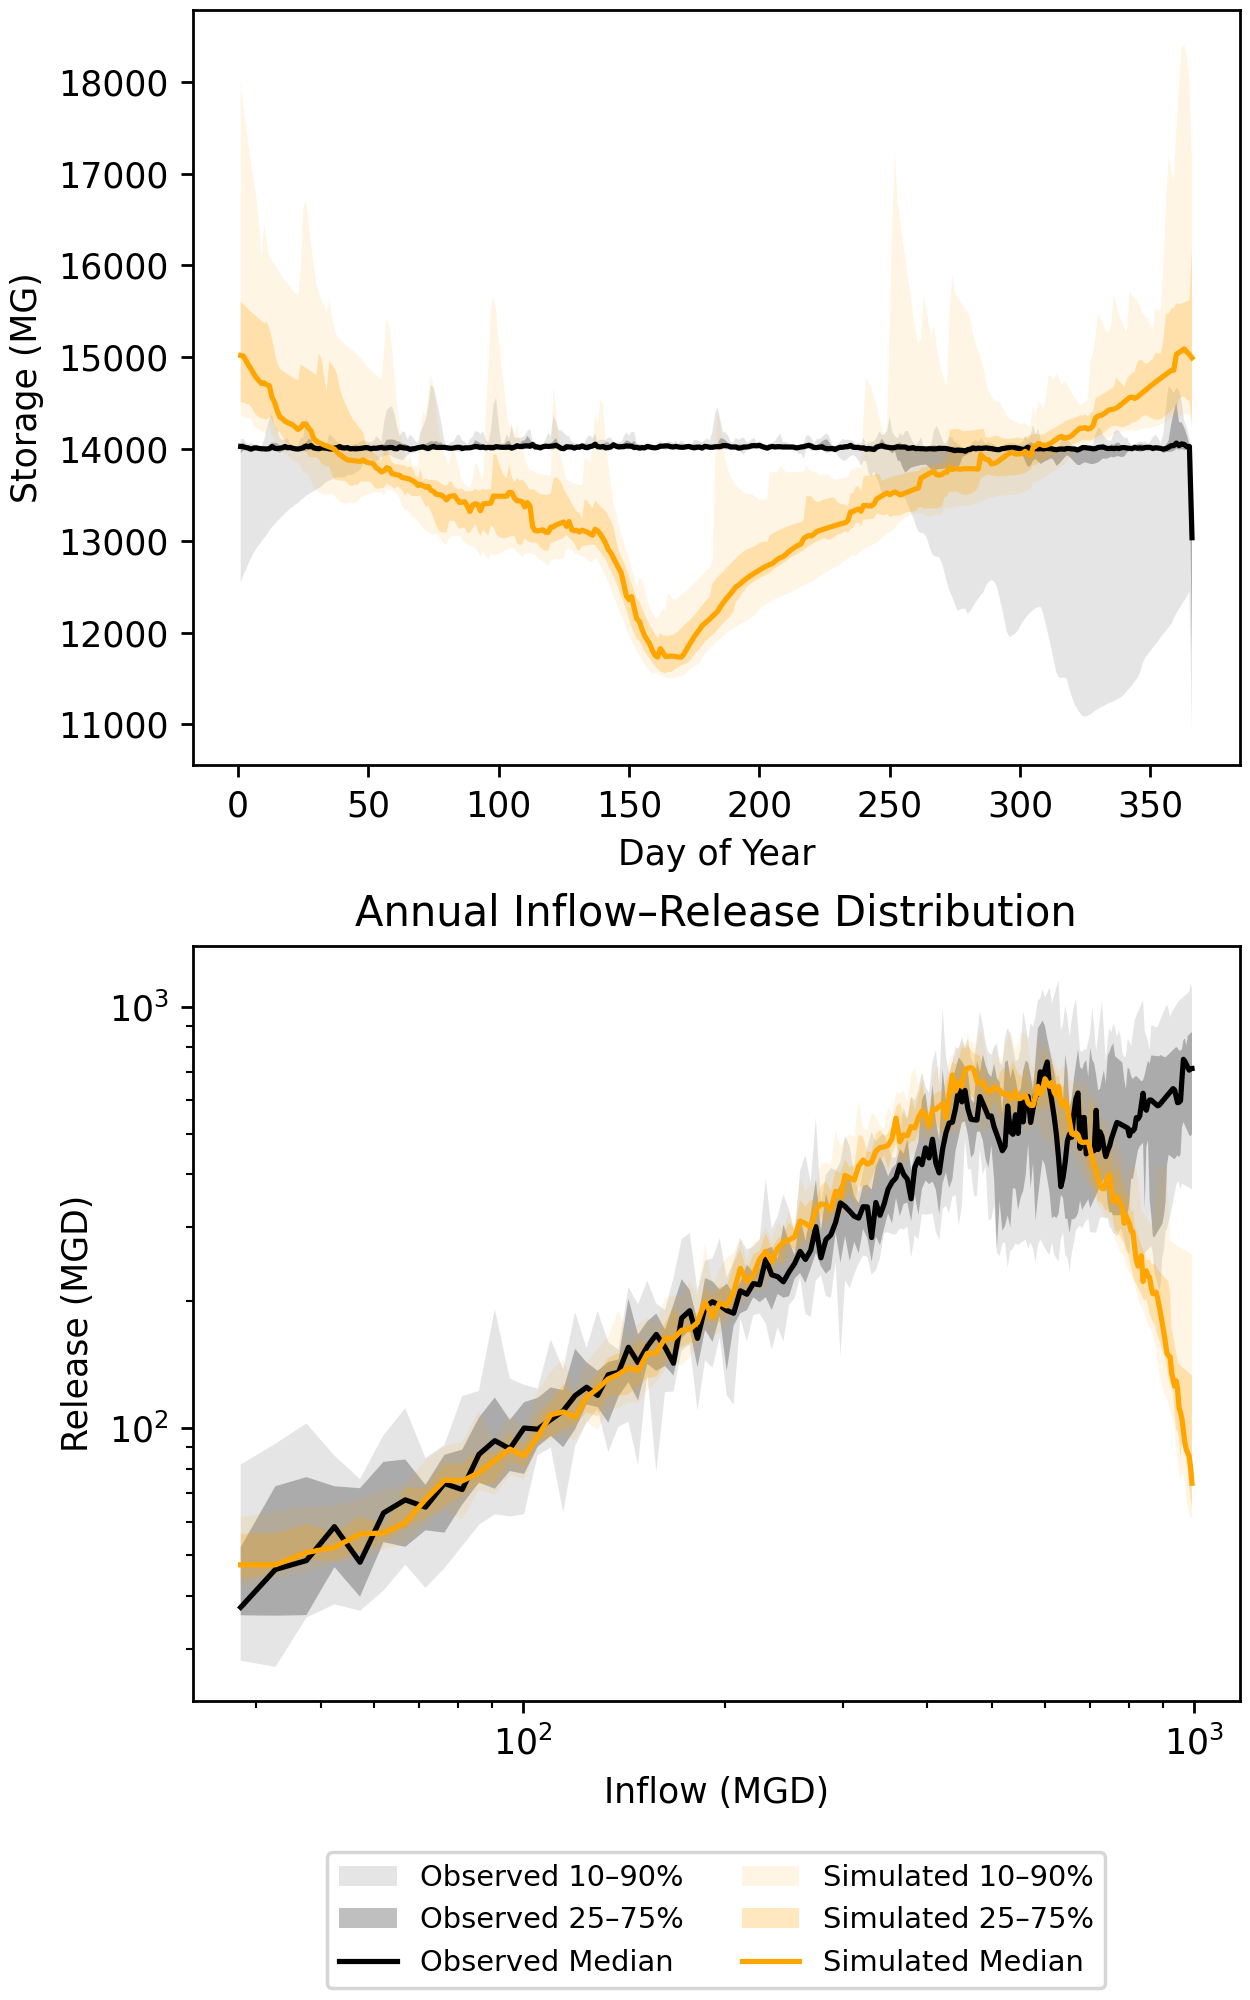 18000
17000
16000
15000
14000
13000
12000
11000
Storage (MG)
0 50 100 150 200 250 300 350
Day of Year
Annual Inflow–Release Distribution
10³
10²
Release (MGD)
10² 10³
Inflow (MGD)
Observed 10–90% Simulated 10–90%
Observed 25–75% Simulated 25–75%
Observed Median Simulated Median